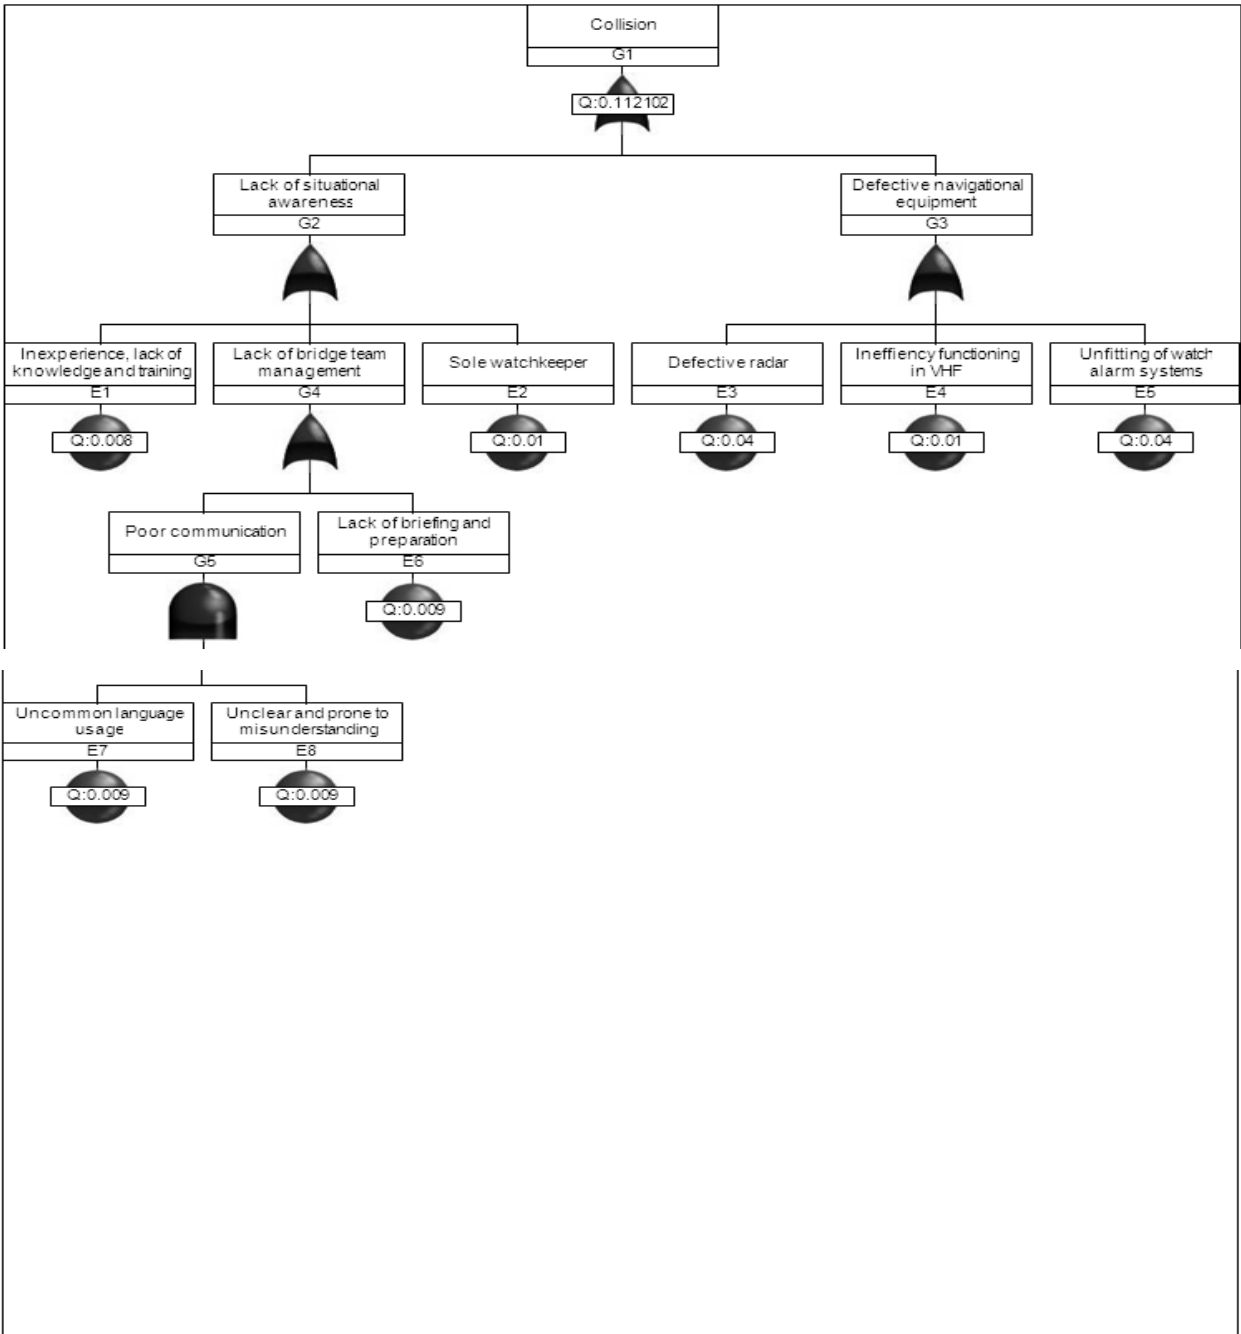 Collision
G1
Q:0.112102
Lack of situational
awareness
G2
Defective navigational
equipment
G3
Inexperience, lack of
knowledge and training
E1
Q:0.008
Lack of bridge team
management
G4
Sole watchkeeper
E2
Q:0.01
Defective radar
E3
Q:0.04
Ineffiency functioning
in VHF
E4
Q:0.01
Unfitting of watch
alarm systems
E5
Q:0.04
Poor communication
G5
Lack of briefing and
preparation
E6
Q:0.009
Uncommon language
usage
E7
Q:0.009
Unclear and prone to
misunderstanding
E8
Q:0.009